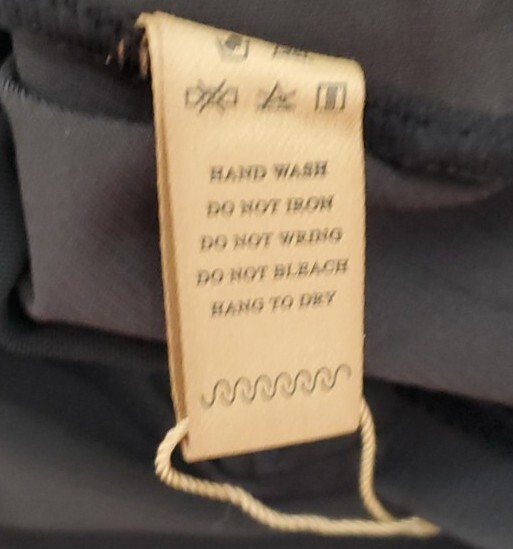 HAND WASH
DO NOT IRON
DO NOT WRING
DO NOT BLEACH
HANG TO DRY